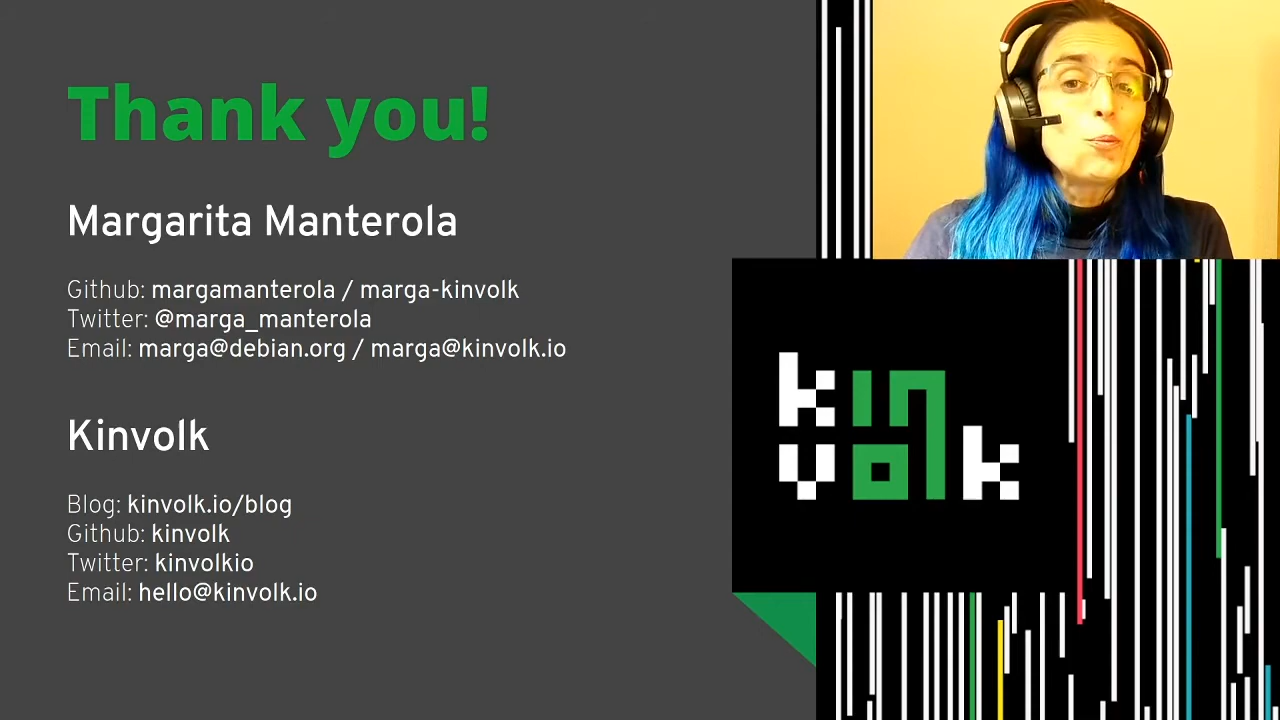 Thank you!
Margarita Manterola
Github: margamanterola / marga-kinvolk
Twitter: @marga_manterola
Email: marga@debian.org / marga@kinvolk.io
Kinvolk
Blog: kinvolk.io/blog
Github: kinvolk
Twitter: kinvolkio
Email: hello@kinvolk.io
kin
volk